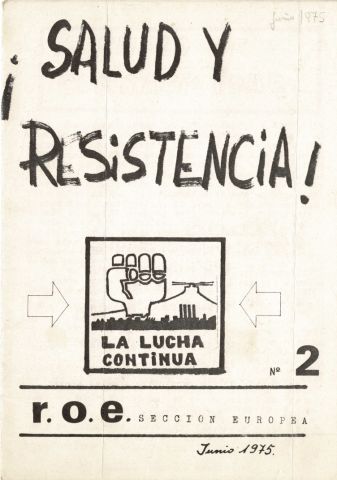 junio 1975
¡SALUD Y
RESISTENCIA!
LA LUCHA
CONTINUA
Nº 2
r.o.e. SECCION EUROPEA
Junio 1975.